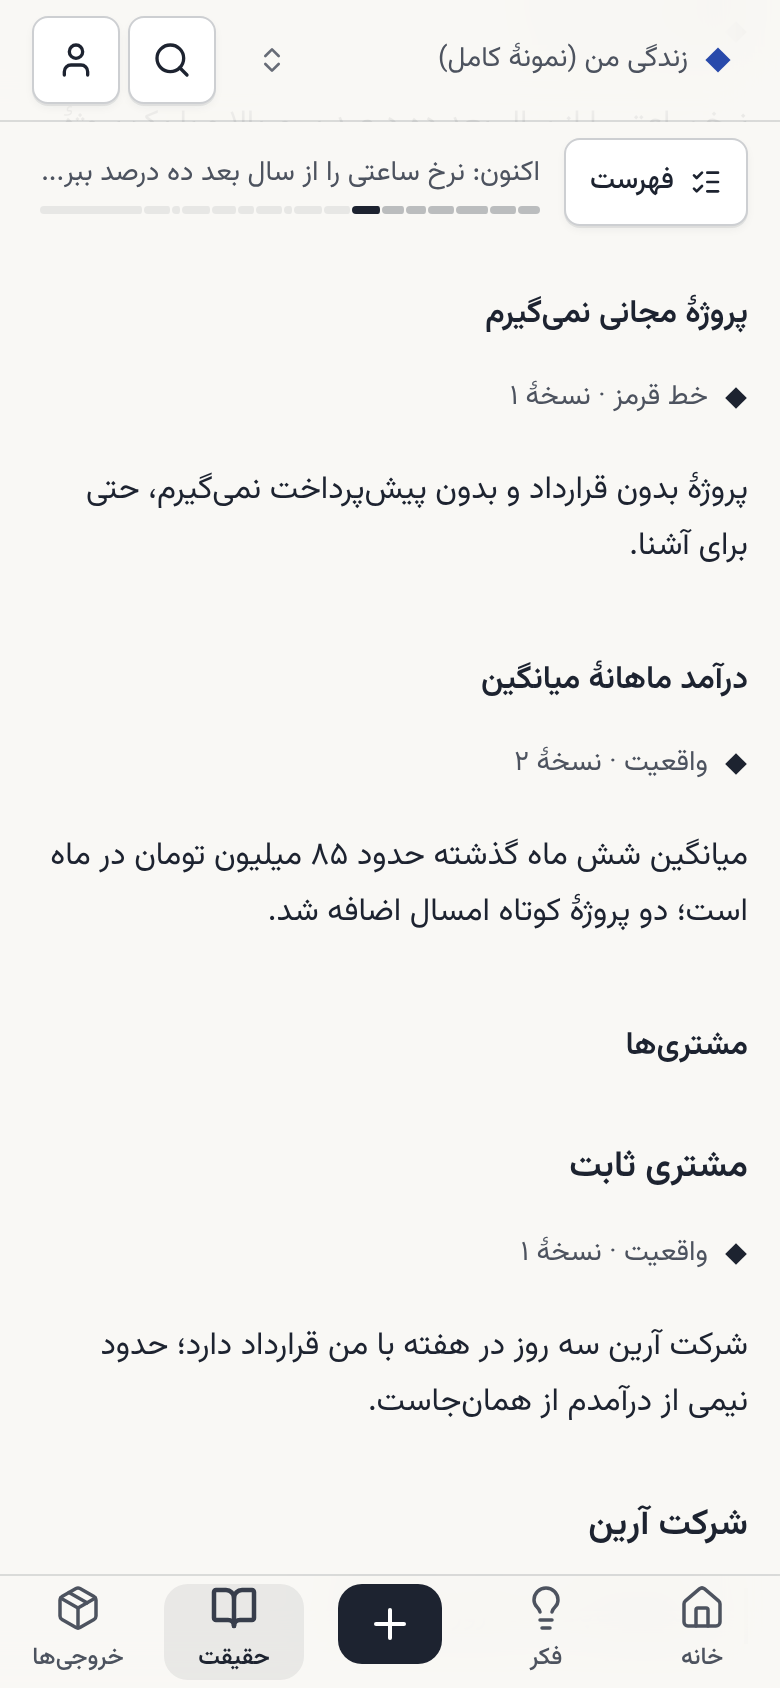 زندگی من (نمونهٔ کامل)
فهرست
اکنون: نرخ ساعتی را از سال بعد ده درصد ببر...
پروژهٔ مجانی نمی‌گیرم
خط قرمز · نسخهٔ ۱
پروژهٔ بدون قرارداد و بدون پیش‌پرداخت نمی‌گیرم، حتی
برای آشنا.
درآمد ماهانهٔ میانگین
واقعیت · نسخهٔ ۲
میانگین شش ماه گذشته حدود ۸۵ میلیون تومان در ماه
است؛ دو پروژهٔ کوتاه امسال اضافه شد.
مشتری‌ها
مشتری ثابت
واقعیت · نسخهٔ ۱
شرکت آرین سه روز در هفته با من قرارداد دارد؛ حدود
نیمی از درآمدم از همان‌جاست.
شرکت آرین
خانه
فکر
حقیقت
خروجی‌ها